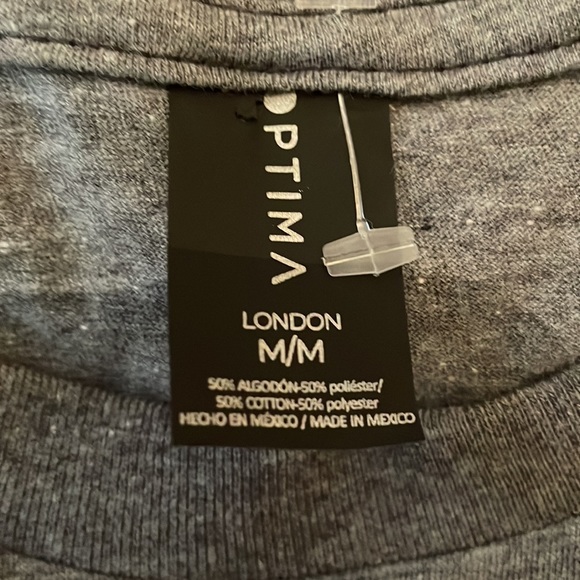 OPTIMA
LONDON
M/M
50% ALGODÓN-50% poliéster/
50% COTTON-50% polyester
HECHO EN MÉXICO / MADE IN MEXICO